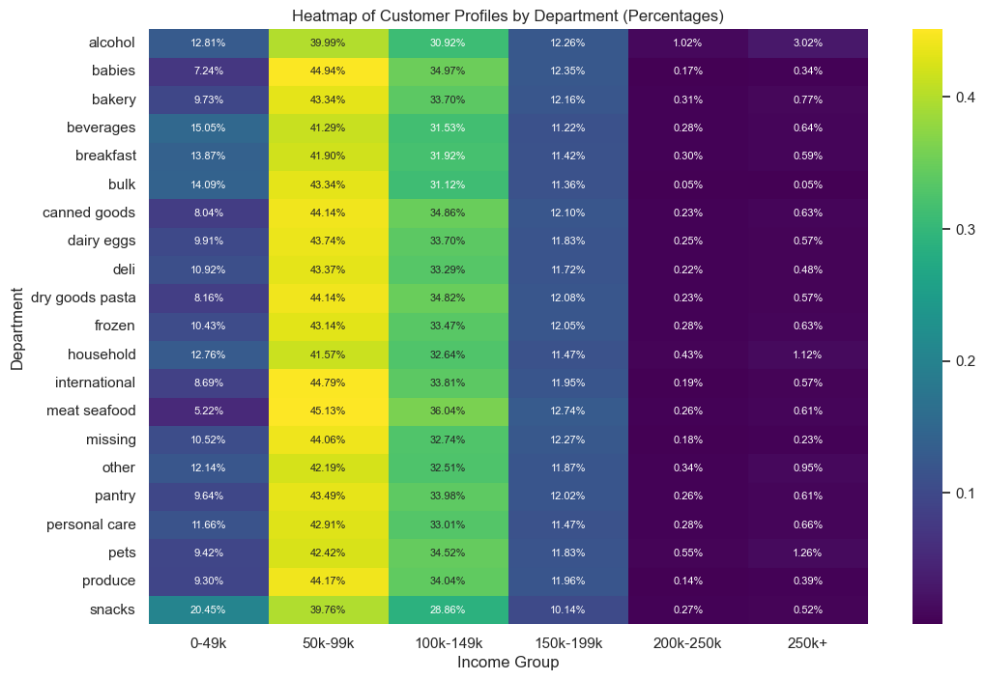 Heatmap of Customer Profiles by Department (Percentages)
alcohol 12.81% 39.99% 30.92% 12.26% 1.02% 3.02%
babies 7.24% 44.94% 34.97% 12.35% 0.17% 0.34%
bakery 9.73% 43.34% 33.70% 12.16% 0.31% 0.77%
beverages 15.05% 41.29% 31.53% 11.22% 0.28% 0.64%
breakfast 13.87% 41.90% 31.92% 11.42% 0.30% 0.59%
bulk 14.09% 43.34% 31.12% 11.36% 0.05% 0.05%
canned goods 8.04% 44.14% 34.86% 12.10% 0.23% 0.63%
dairy eggs 9.91% 43.74% 33.70% 11.83% 0.25% 0.57%
deli 10.92% 43.37% 33.29% 11.72% 0.22% 0.48%
dry goods pasta 8.16% 44.14% 34.82% 12.08% 0.23% 0.57%
frozen 10.43% 43.14% 33.47% 12.05% 0.28% 0.63%
household 12.76% 41.57% 32.64% 11.47% 0.43% 1.12%
international 8.69% 44.79% 33.81% 11.95% 0.19% 0.57%
meat seafood 5.22% 45.13% 36.04% 12.74% 0.26% 0.61%
missing 10.52% 44.06% 32.74% 12.27% 0.18% 0.23%
other 12.14% 42.19% 32.51% 11.87% 0.34% 0.95%
pantry 9.64% 43.49% 33.98% 12.02% 0.26% 0.61%
personal care 11.66% 42.91% 33.01% 11.47% 0.28% 0.66%
pets 9.42% 42.42% 34.52% 11.83% 0.55% 1.26%
produce 9.30% 44.17% 34.04% 11.96% 0.14% 0.39%
snacks 20.45% 39.76% 28.86% 10.14% 0.27% 0.52%
0-49k 50k-99k 100k-149k 150k-199k 200k-250k 250k+
Income Group
Department
0.4
0.3
0.2
0.1